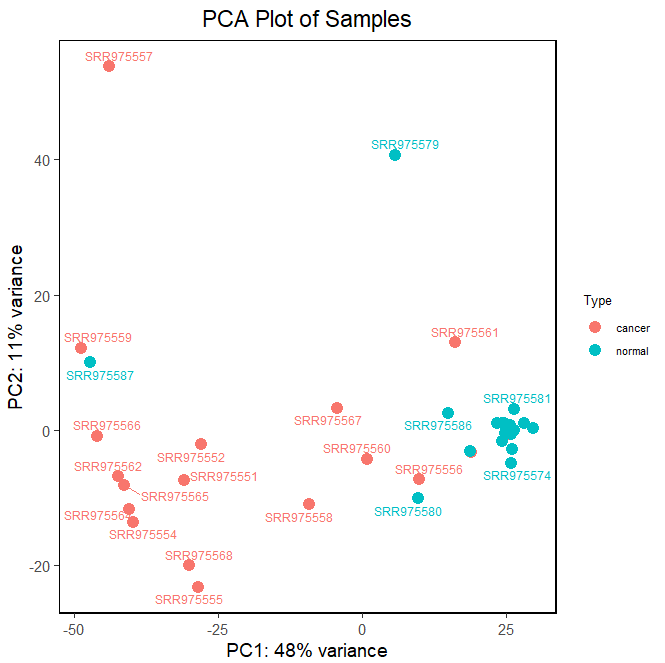 PCA Plot of Samples
SRR975557
SRR975579
40
20
SRR975559
SRR975561
SRR975587
SRR975581
SRR975567
SRR975586
SRR975566
0
SRR975560
SRR975552
SRR975562
SRR975551
SRR975556
SRR975574
SRR975565
SRR975580
SRR975558
SRR975554
SRR975568
-20
SRR975555
-50
-25
0
25
PC1: 48% variance
PC2: 11% variance
Type
cancer
normal